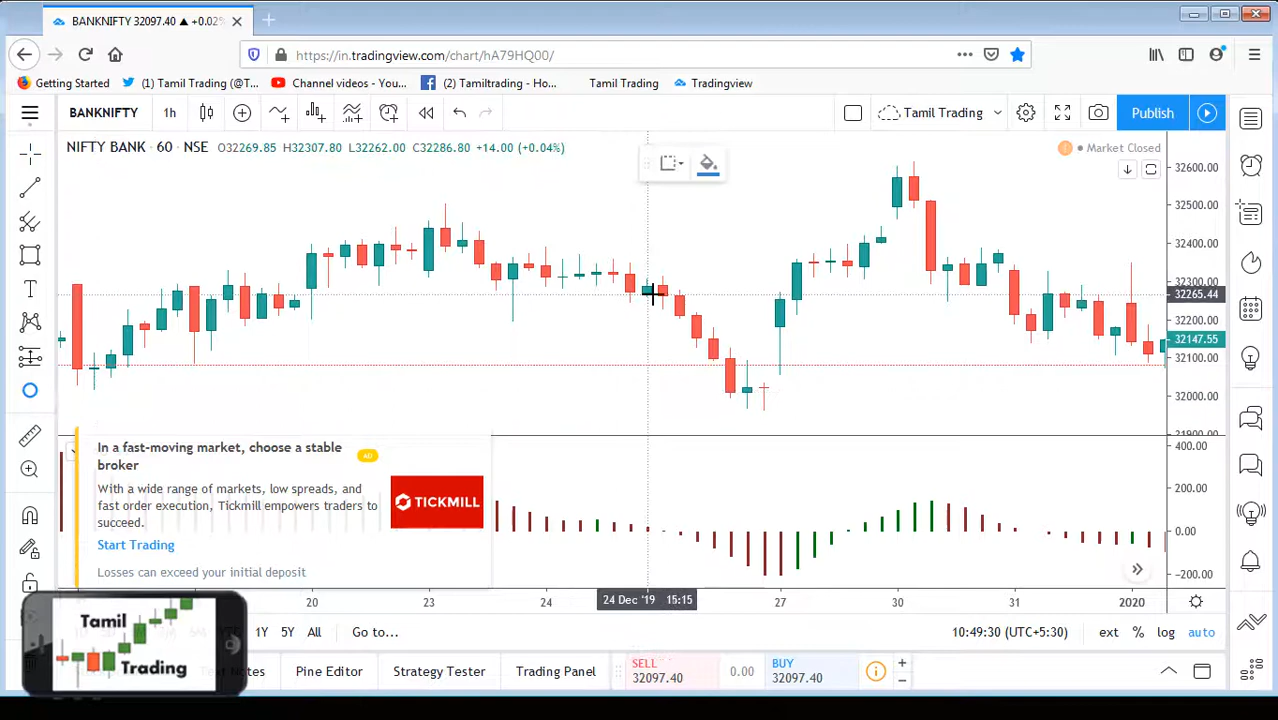 BANKNIFTY 32097.40 ▲ +0.02%
https://in.tradingview.com/chart/hA79HQ00/
Getting Started
(1) Tamil Trading (@T...
Channel videos - You...
(2) Tamiltrading - Ho...
Tamil Trading
Tradingview
BANKNIFTY
1h
Tamil Trading
Publish
NIFTY BANK · 60 · NSE O32269.85 H32307.80 L32262.00 C32286.80 +14.00 (+0.04%)
Market Closed
32600.00
32500.00
32400.00
32300.00
32265.44
32200.00
32147.55
32100.00
32000.00
31900.00
400.00
200.00
0.00
−200.00
In a fast-moving market, choose a stable
broker
AD
With a wide range of markets, low spreads, and
fast order execution, Tickmill empowers traders to
succeed.
TICKMILL
Start Trading
Losses can exceed your initial deposit
20
23
24
24 Dec '19 15:15
27
30
31
2020
1Y
5Y
All
Go to...
10:49:30 (UTC+5:30)
ext
%
log
auto
Notes
Pine Editor
Strategy Tester
Trading Panel
SELL
32097.40
0.00
BUY
32097.40
Tamil
Trading